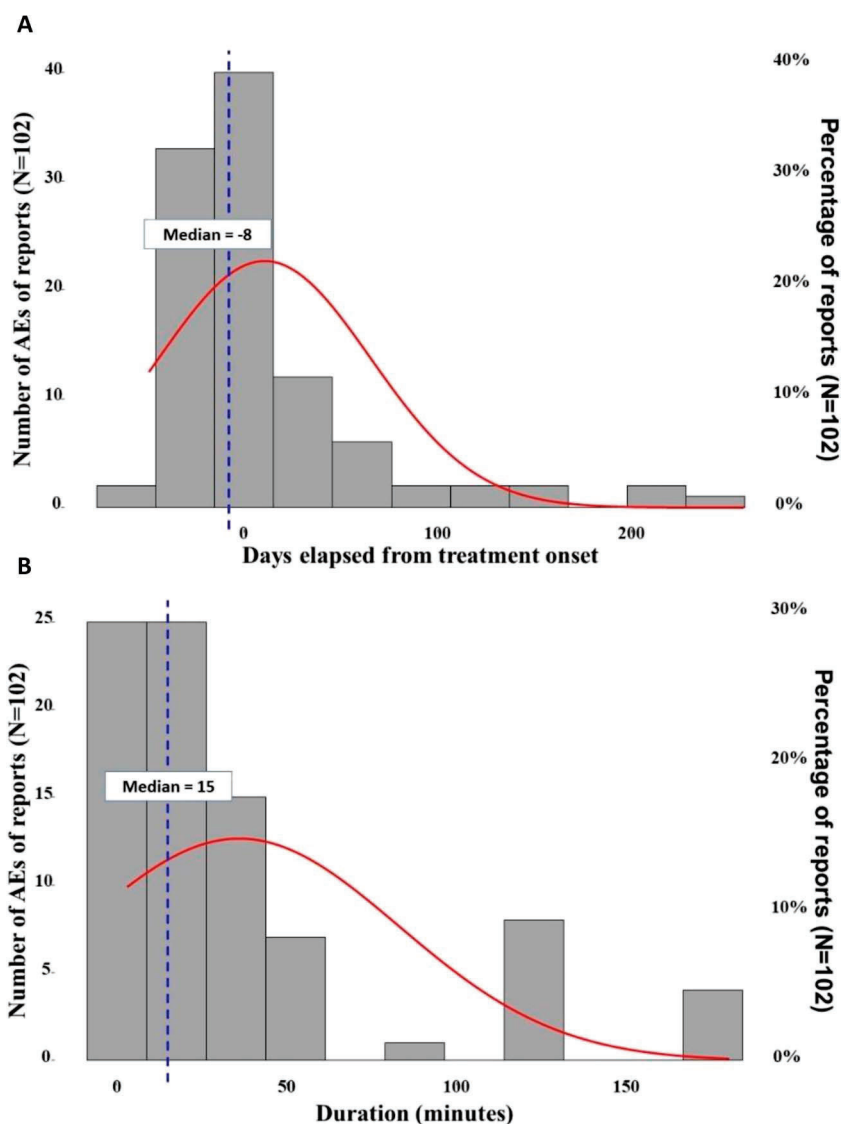 A
Number of AEs of reports (N=102)
40
30
20
10
0
Median = -8
40%
30%
20%
10%
0%
Percentage of reports (N=102)
0 100 200
Days elapsed from treatment onset
B
Number of AEs of reports (N=102)
25
20
15
10
5
0
Median = 15
30%
20%
10%
0%
Percentage of reports (N=102)
0 50 100 150
Duration (minutes)